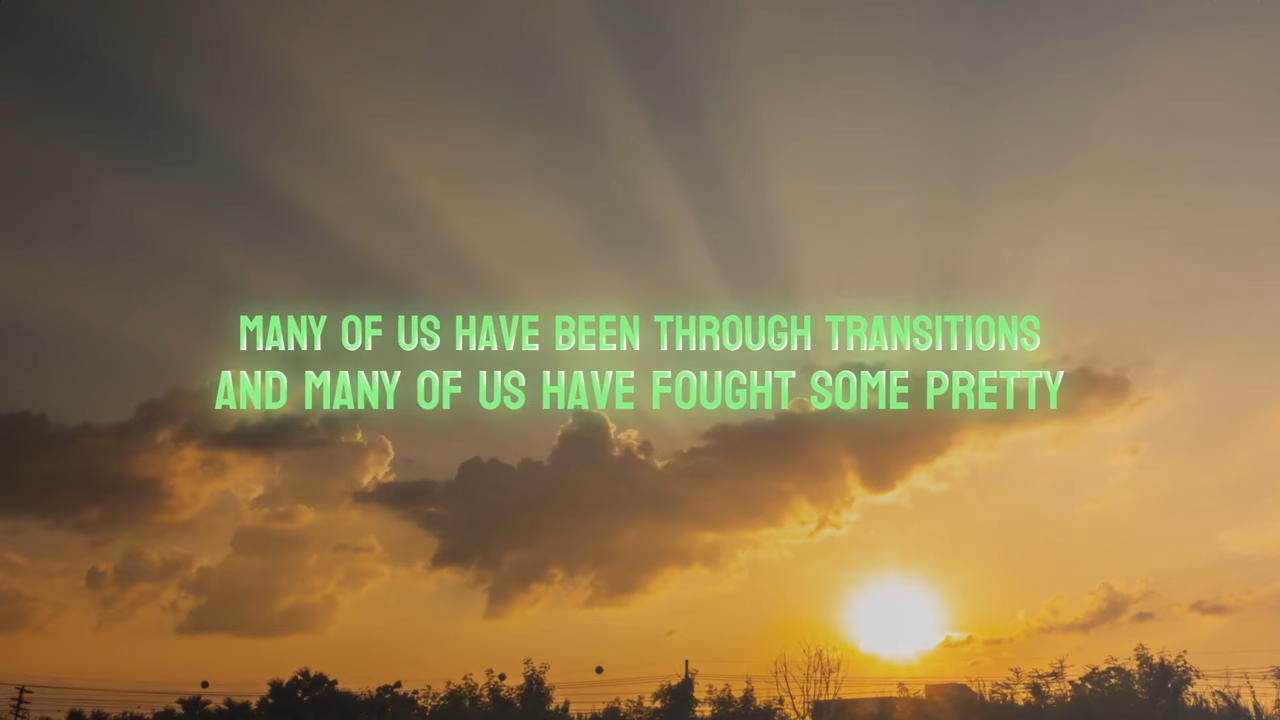 MANY OF US HAVE BEEN THROUGH TRANSITIONS
AND MANY OF US HAVE FOUGHT SOME PRETTY